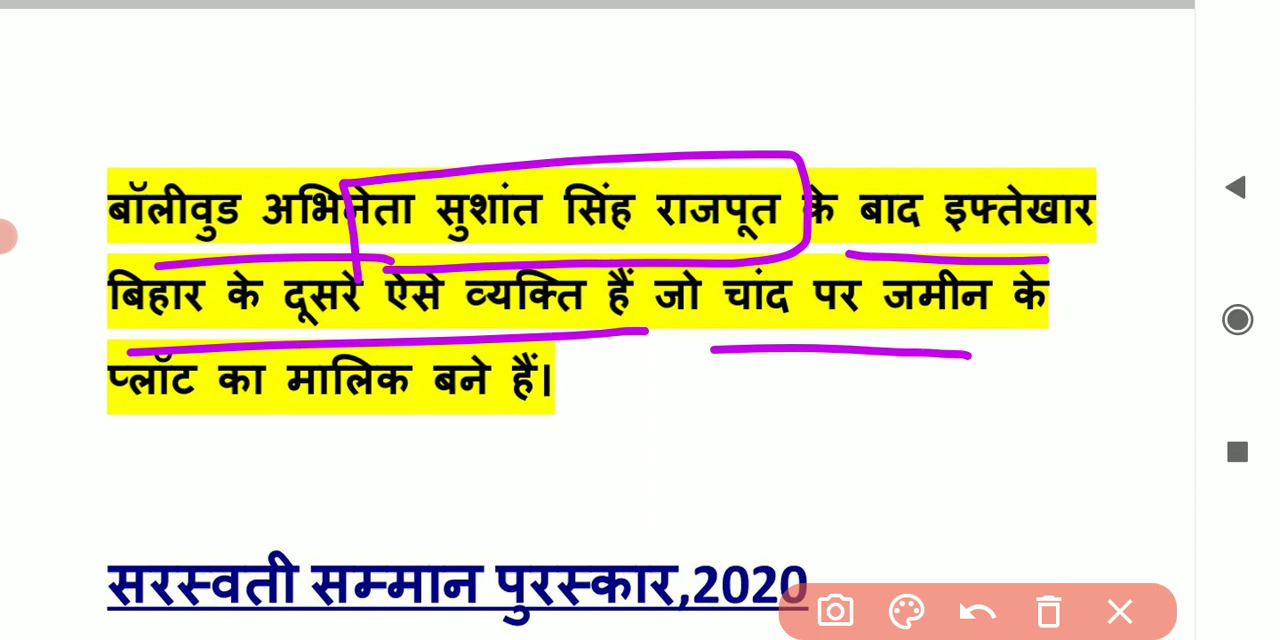 बॉलीवुड अभिनेता सुशांत सिंह राजपूत के बाद इफ्तेखार
बिहार के दूसरे ऐसे व्यक्ति हैं जो चांद पर जमीन के
प्लॉट का मालिक बने हैं।
सरस्वती सम्मान पुरस्कार,2020